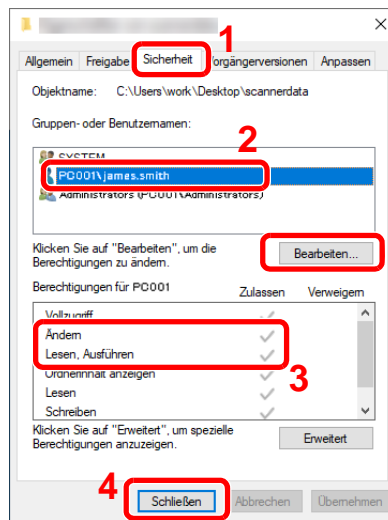 1
Allgemein Freigabe Sicherheit Vorgängerversionen Anpassen
Objektname: C:\Users\work\Desktop\scannerdata
Gruppen- oder Benutzernamen:
2
SYSTEM
PC001\james.smith
Administrators (PC001\Administrators)
Klicken Sie auf "Bearbeiten", um die
Berechtigungen zu ändern.
Bearbeiten...
Berechtigungen für PC001 Zulassen Verweigern
Vollzugriff
Ändern
Lesen, Ausführen
3
Ordnerinhalt anzeigen
Lesen
Schreiben
Klicken Sie auf "Erweitert", um spezielle
Berechtigungen anzuzeigen.
Erweitert
4
Schließen Abbrechen Übernehmen